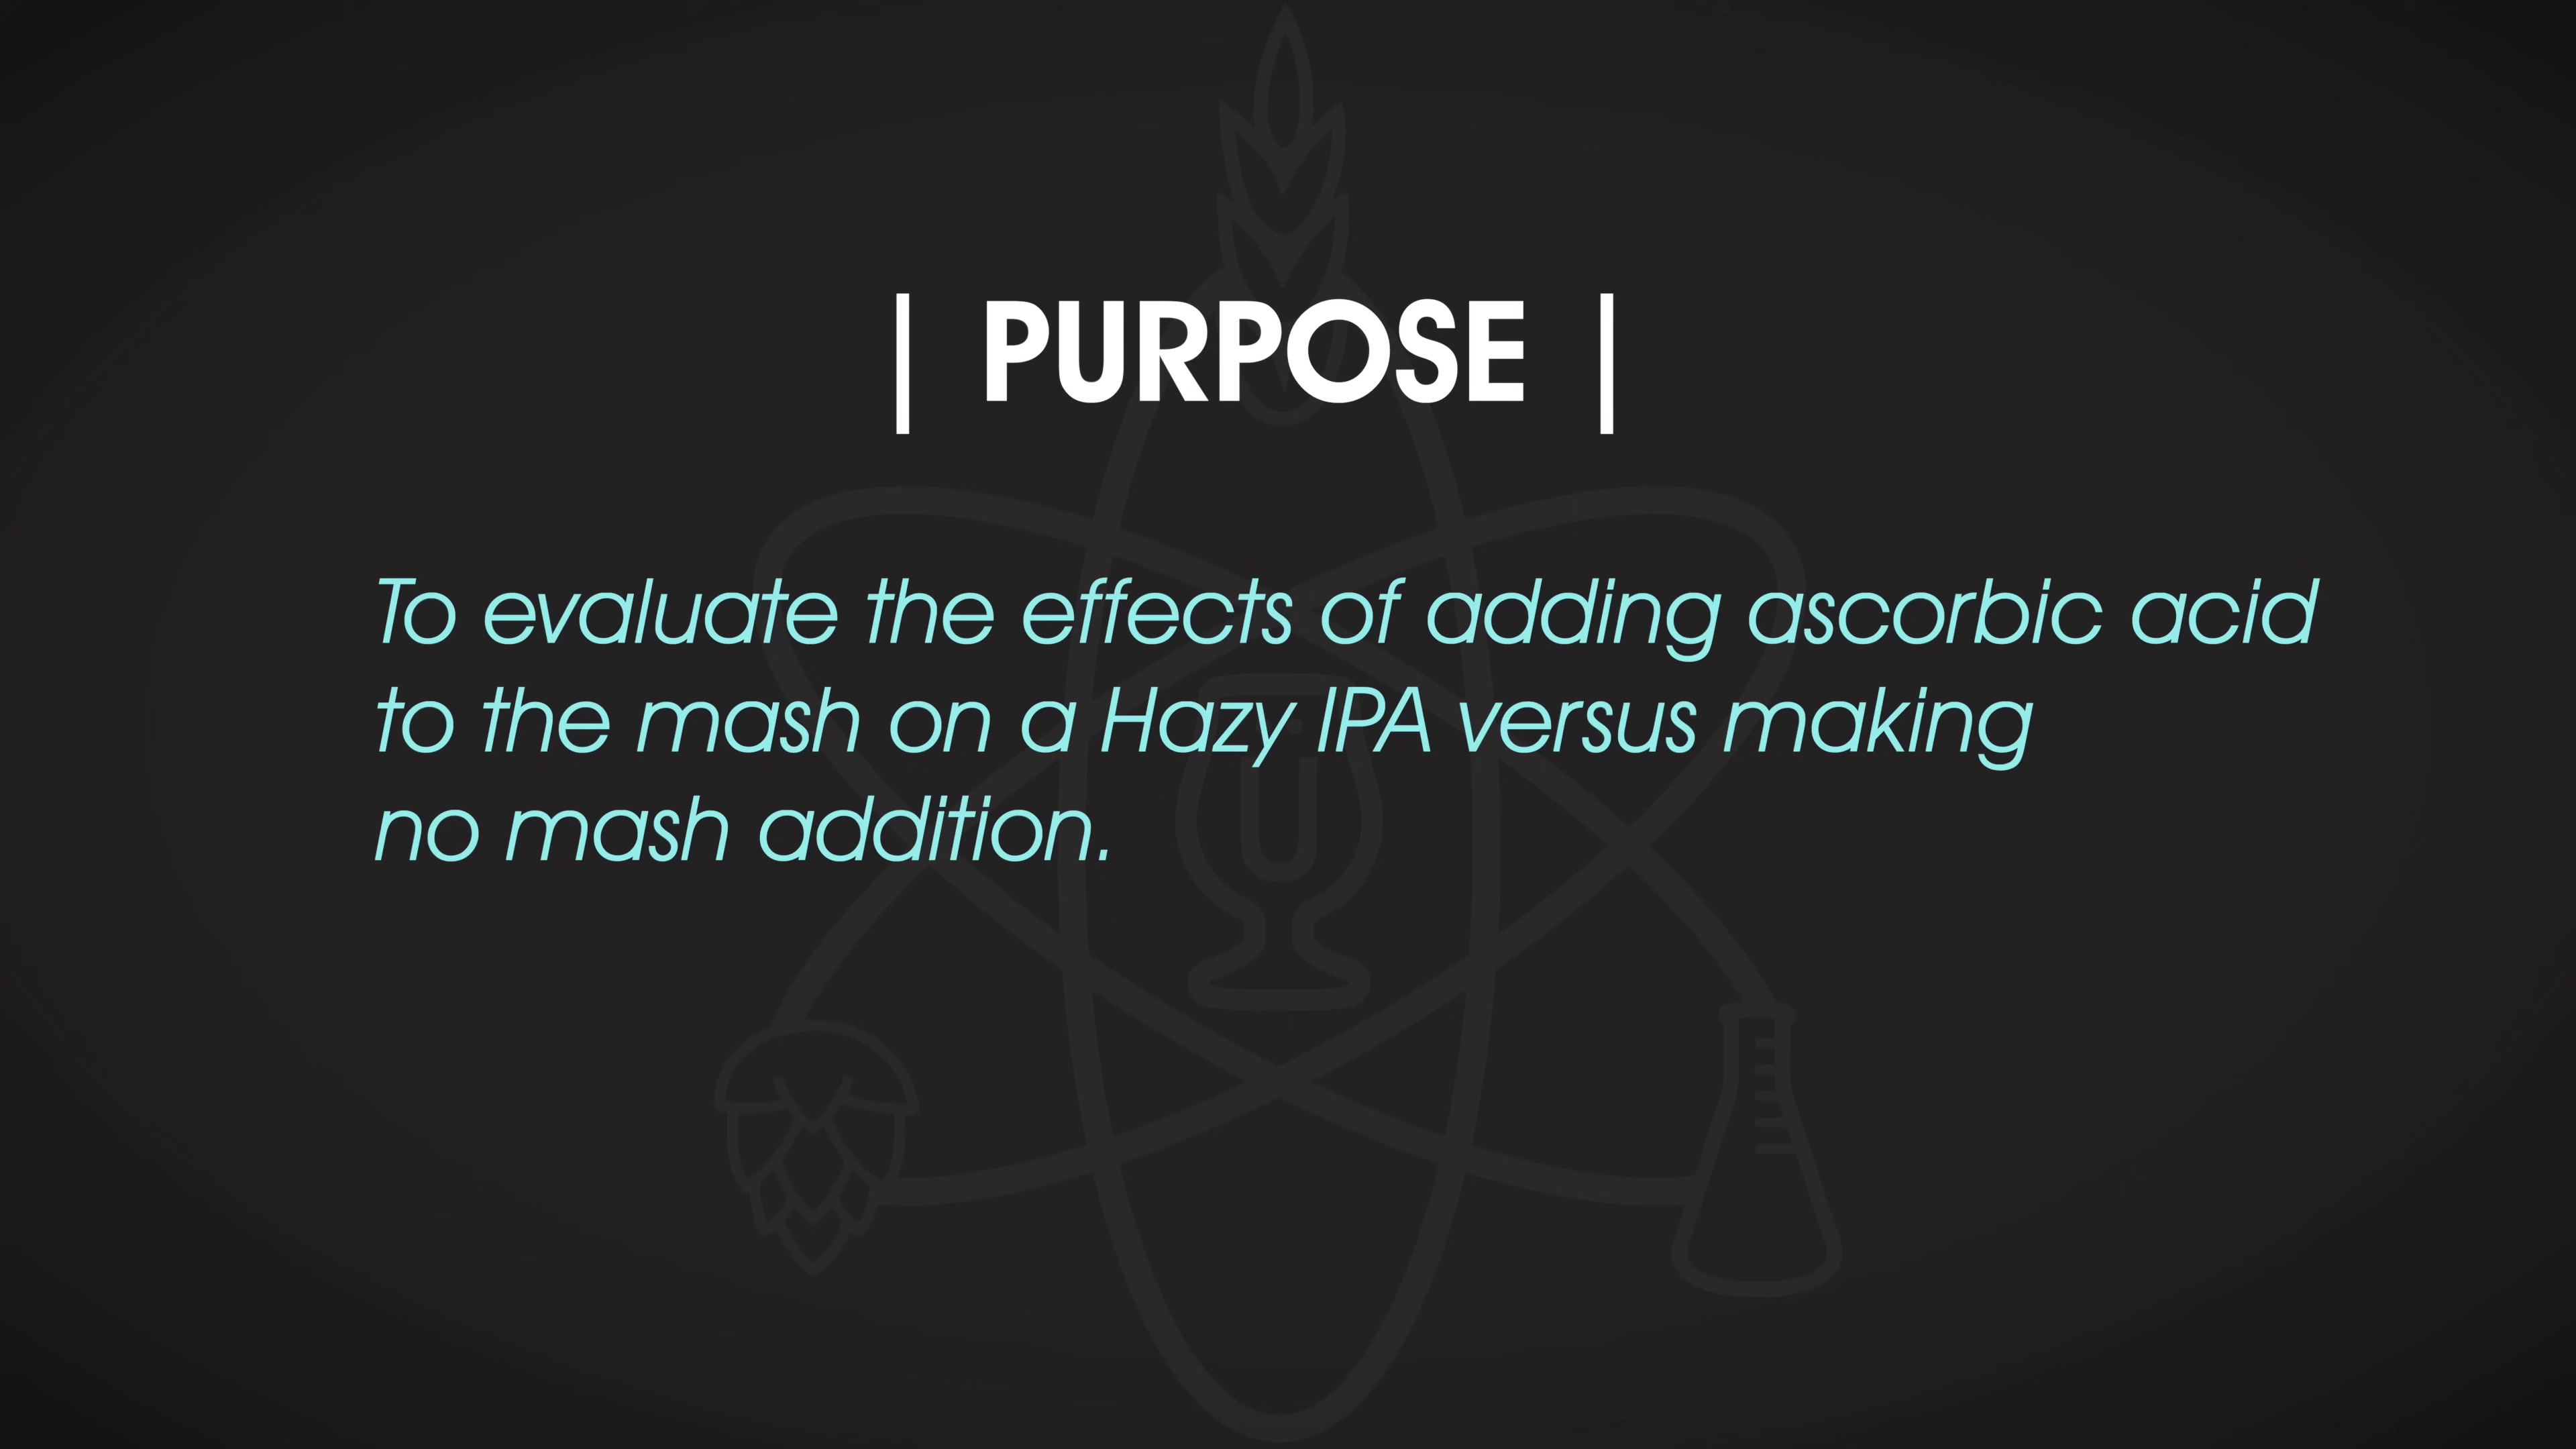 | PURPOSE |
To evaluate the effects of adding ascorbic acid
to the mash on a Hazy IPA versus making
no mash addition.